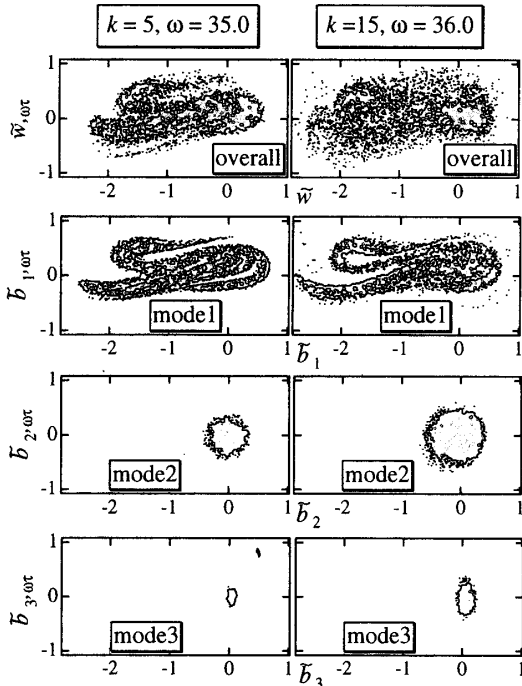 k = 5, ω = 35.0
k =15, ω = 36.0
1
0
-1
w̃,ωτ
overall
overall
-2 -1 0 1
w̃
-2 -1 0 1
1
0
-1
b̃1,ωτ
mode1
mode1
-2 -1 0 1
b̃1
-2 -1 0 1
1
0
-1
b̃2,ωτ
mode2
mode2
-2 -1 0 1
b̃2
-2 -1 0 1
1
0
-1
b̃3,ωτ
mode3
mode3
-2 -1 0 1
b̃3
-2 -1 0 1